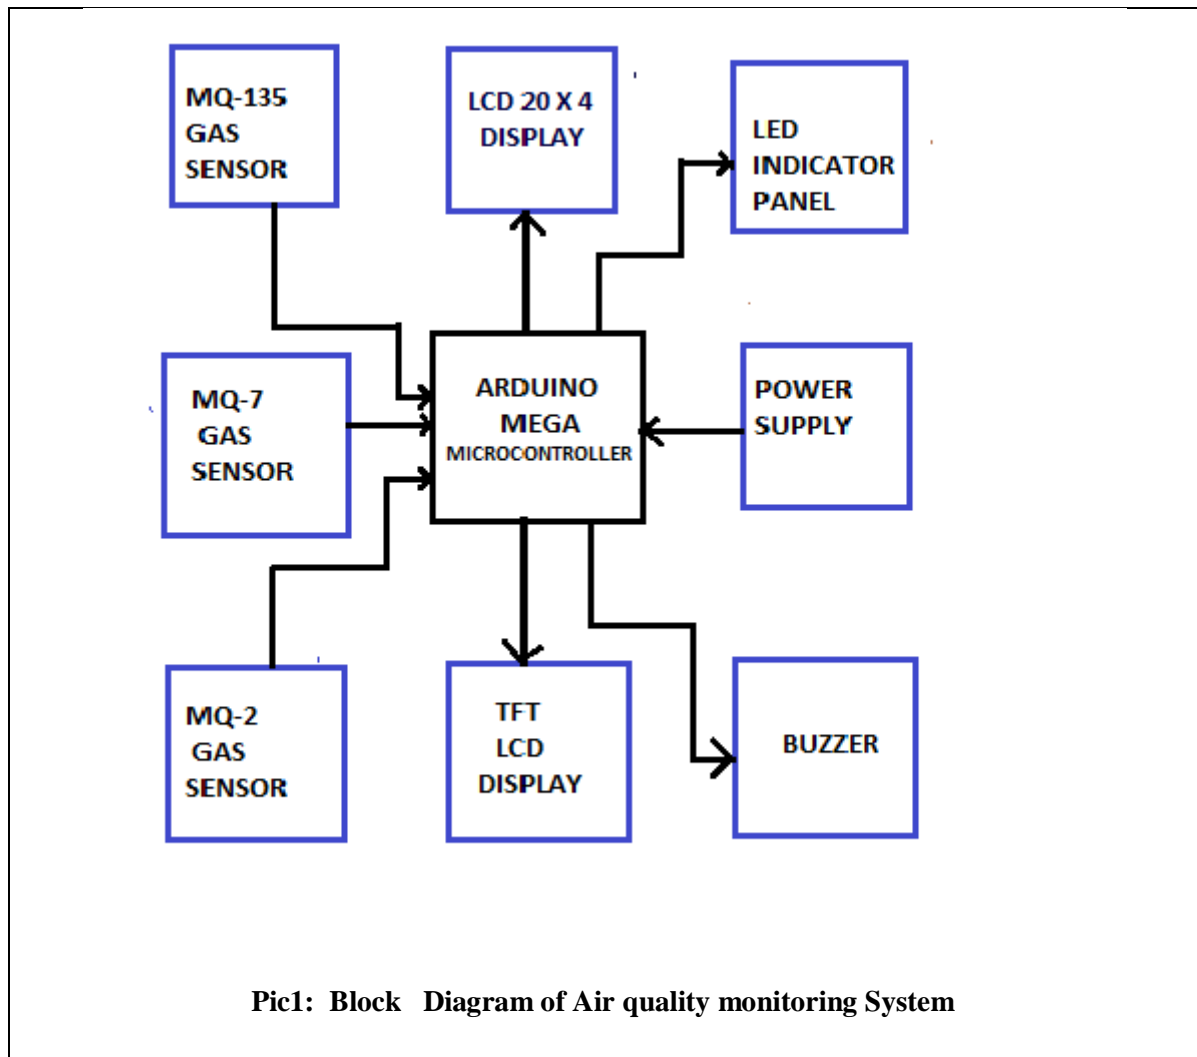 MQ-135
GAS
SENSOR
LCD 20 X 4
DISPLAY
LED
INDICATOR
PANEL
MQ-7
GAS
SENSOR
ARDUINO
MEGA
MICROCONTROLLER
POWER
SUPPLY
MQ-2
GAS
SENSOR
TFT
LCD
DISPLAY
BUZZER
Pic1: Block Diagram of Air quality monitoring System